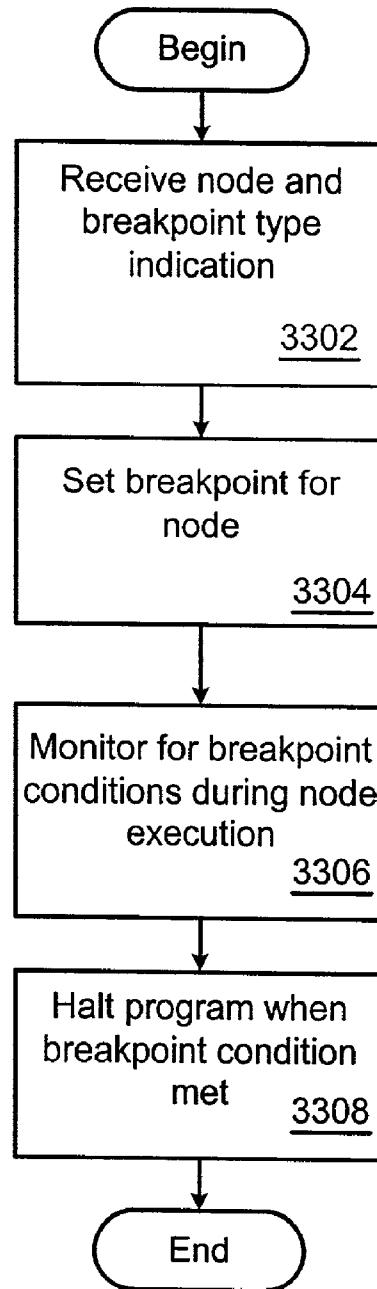 Begin
Receive node and
breakpoint type
indication
3302
Set breakpoint for
node
3304
Monitor for breakpoint
conditions during node
execution
3306
Halt program when
breakpoint condition
met
3308
End